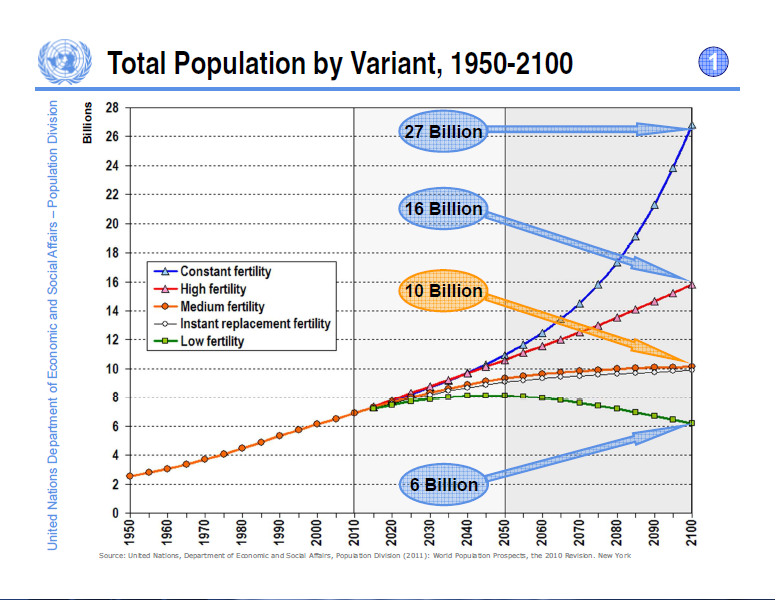 Total Population by Variant, 1950-2100
1
United Nations Department of Economic and Social Affairs – Population Division
Billions
28
26
24
22
20
18
16
14
12
10
8
6
4
2
0
27 Billion
16 Billion
10 Billion
6 Billion
Constant fertility
High fertility
Medium fertility
Instant replacement fertility
Low fertility
1950
1960
1970
1980
1990
2000
2010
2020
2030
2040
2050
2060
2070
2080
2090
2100
Source: United Nations, Department of Economic and Social Affairs, Population Division (2011): World Population Prospects, the 2010 Revision. New York